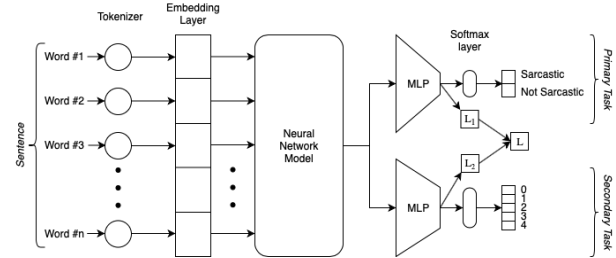 Tokenizer
Embedding
Layer
Sentence
Word #1
Word #2
Word #3
Word #n
Neural
Network
Model
MLP
MLP
Softmax
layer
Sarcastic
Not Sarcastic
L1
L2
L
0
1
2
3
4
Primary Task
Secondary Task